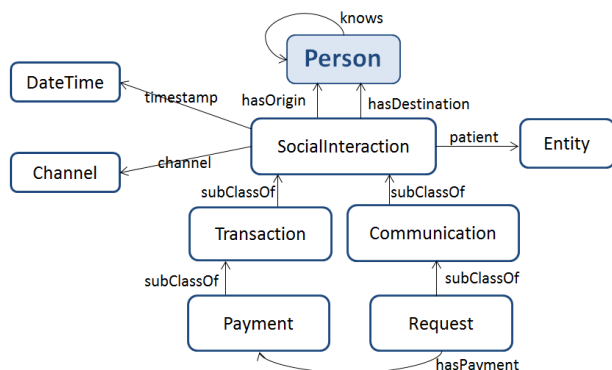 knows
Person
DateTime
timestamp
hasOrigin
hasDestination
SocialInteraction
patient
Entity
channel
Channel
subClassOf
subClassOf
Transaction
Communication
subClassOf
subClassOf
Payment
Request
hasPayment